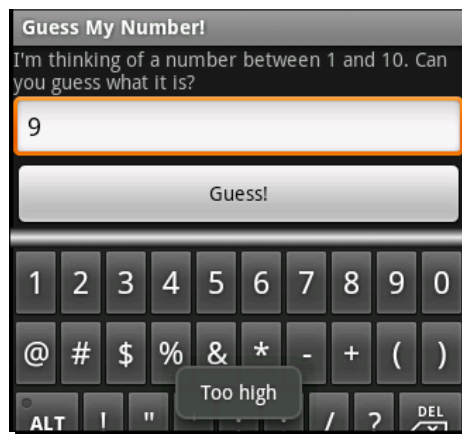 Guess My Number!
I'm thinking of a number between 1 and 10. Can
you guess what it is?
9
Guess!
1 2 3 4 5 6 7 8 9 0
@ # $ % & * - + ( )
Too high
ALT ! " / ? DEL